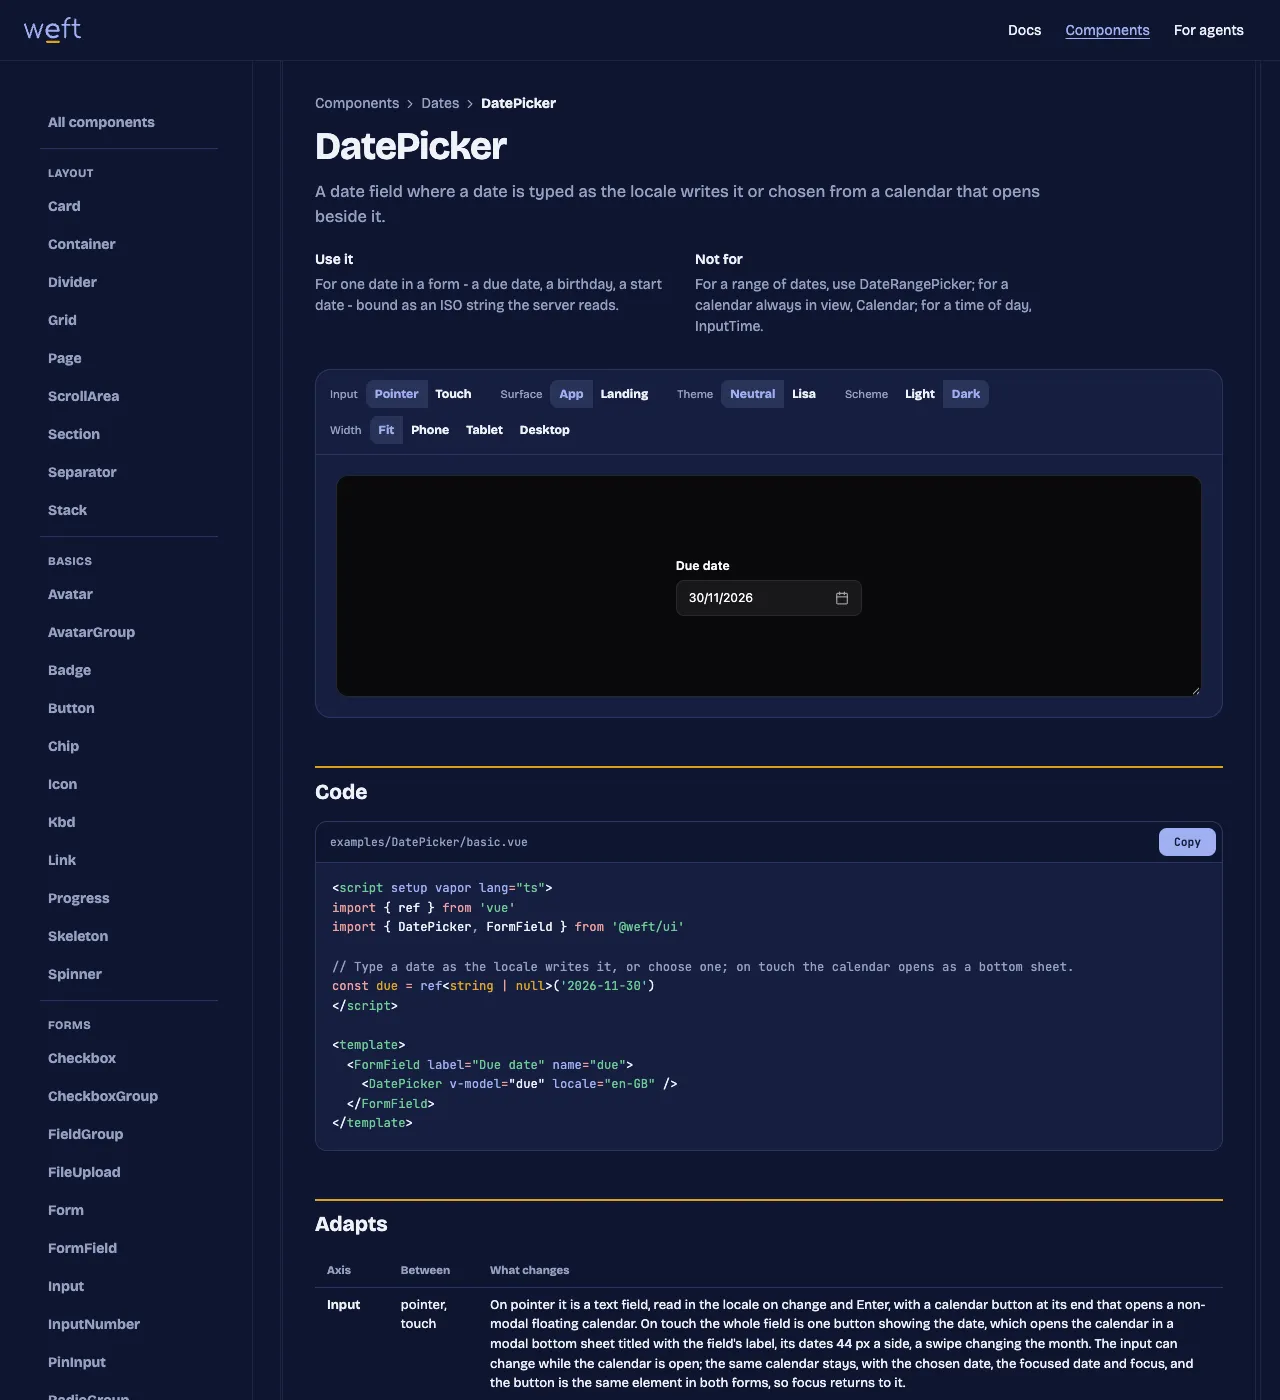 weft
Docs
Components
For agents
All components
LAYOUT
Card
Container
Divider
Grid
Page
ScrollArea
Section
Separator
Stack
BASICS
Avatar
AvatarGroup
Badge
Button
Chip
Icon
Kbd
Link
Progress
Skeleton
Spinner
FORMS
Checkbox
CheckboxGroup
FieldGroup
FileUpload
Form
FormField
Input
InputNumber
PinInput
RadioGroup
Components > Dates > DatePicker
DatePicker
A date field where a date is typed as the locale writes it or chosen from a calendar that opens
beside it.
Use it
For one date in a form - a due date, a birthday, a start
date - bound as an ISO string the server reads.
Not for
For a range of dates, use DateRangePicker; for a
calendar always in view, Calendar; for a time of day,
InputTime.
Input Pointer Touch Surface App Landing Theme Neutral Lisa Scheme Light Dark
Width Fit Phone Tablet Desktop
Due date
30/11/2026
Code
examples/DatePicker/basic.vue
Copy
<script setup vapor lang="ts">
import { ref } from 'vue'
import { DatePicker, FormField } from '@weft/ui'
// Type a date as the locale writes it, or choose one; on touch the calendar opens as a bottom sheet.
const due = ref<string | null>('2026-11-30')
</script>
<template>
<FormField label="Due date" name="due">
<DatePicker v-model="due" locale="en-GB" />
</FormField>
</template>
Adapts
Axis Between What changes
Input
pointer,
touch
On pointer it is a text field, read in the locale on change and Enter, with a calendar button at its end that opens a non-
modal floating calendar. On touch the whole field is one button showing the date, which opens the calendar in a
modal bottom sheet titled with the field's label, its dates 44 px a side, a swipe changing the month. The input can
change while the calendar is open; the same calendar stays, with the chosen date, the focused date and focus, and
the button is the same element in both forms, so focus returns to it.